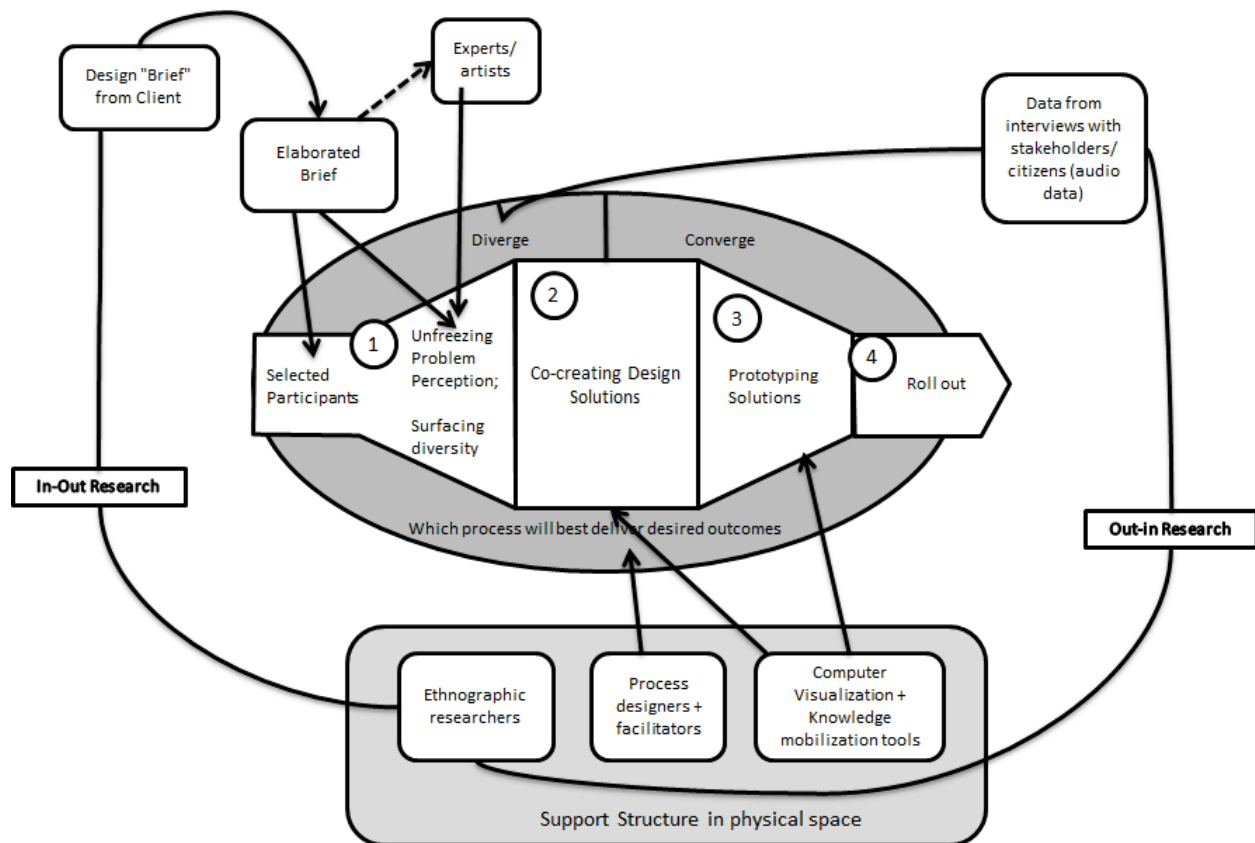 Design "Brief"
from Client
Experts/
artists
Elaborated
Brief
Data from
interviews with
stakeholders/
citizens (audio
data)
Diverge
Converge
1
2
3
4
Selected
Participants
Unfreezing
Problem
Perception;
Surfacing
diversity
Co-creating Design
Solutions
Prototyping
Solutions
Roll out
In-Out Research
Which process will best deliver desired outcomes
Out-in Research
Ethnographic
researchers
Process
designers +
facilitators
Computer
Visualization +
Knowledge
mobilization tools
Support Structure in physical space